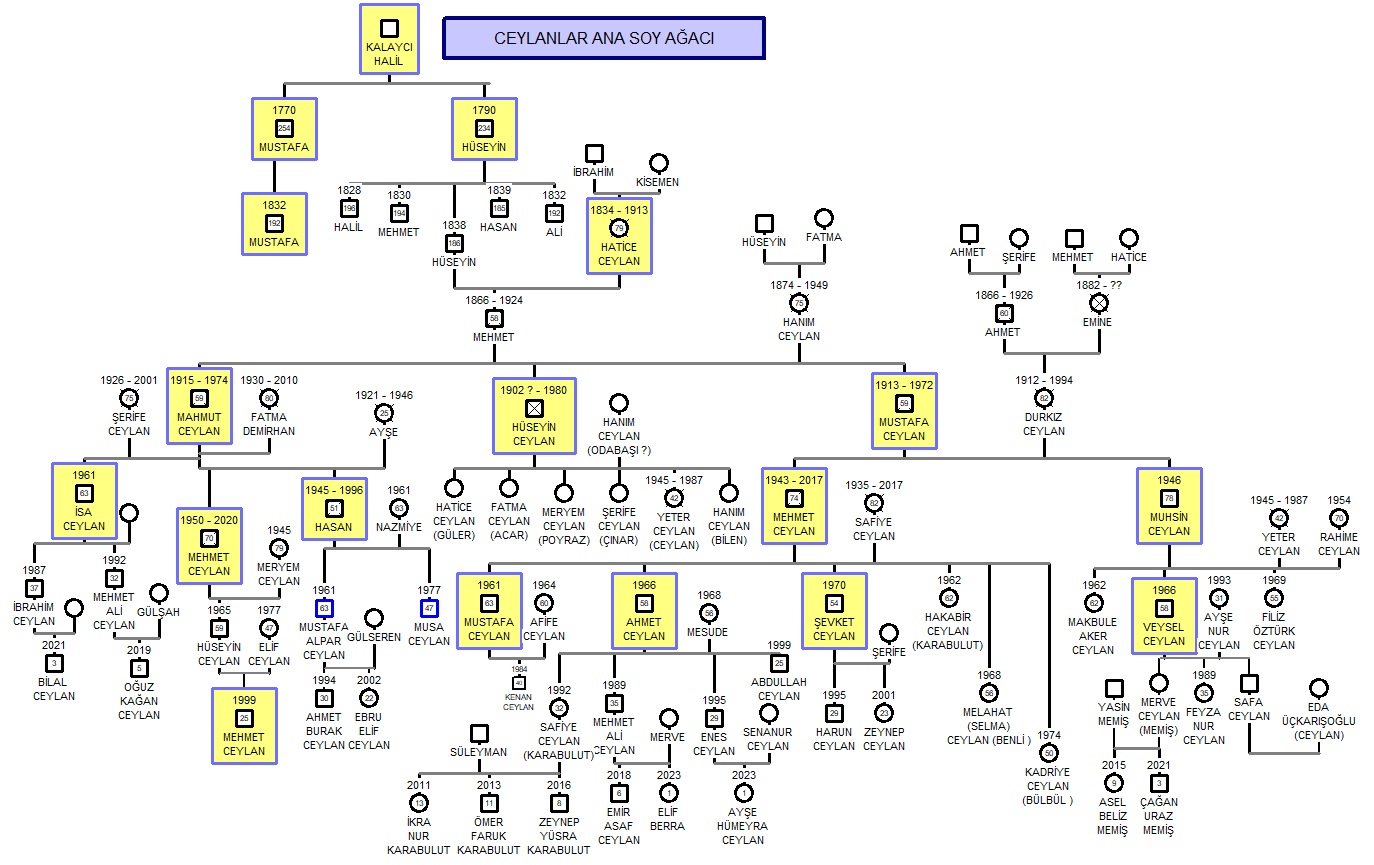 CEYLANLAR ANA SOY AĞACI
KALAYCI
HALİL
1770
254
MUSTAFA
1790
234
HÜSEYİN
1832
192
MUSTAFA
1828
196
HALİL
1830
194
MEHMET
1838
186
HÜSEYİN
1839
185
HASAN
1832
192
ALİ
İBRAHİM
KİSEMEN
1834 - 1913
79
HATİCE
CEYLAN
HÜSEYİN
FATMA
AHMET
ŞERİFE
MEHMET
HATİCE
1866 - 1924
58
MEHMET
1874 - 1949
75
HANIM
CEYLAN
1866 - 1926
60
AHMET
1882 - ??
EMİNE
1926 - 2001
75
ŞERİFE
CEYLAN
1915 - 1974
59
MAHMUT
CEYLAN
1930 - 2010
80
FATMA
DEMİRHAN
1921 - 1946
25
AYŞE
1902 ? - 1980
HÜSEYİN
CEYLAN
HANIM
CEYLAN
(ODABAŞI ?)
1913 - 1972
59
MUSTAFA
CEYLAN
1912 - 1994
82
DURKIZ
CEYLAN
1961
63
İSA
CEYLAN
1950 - 2020
70
MEHMET
CEYLAN
1945
79
MERYEM
CEYLAN
1945 - 1996
51
HASAN
1961
63
NAZMİYE
HATİCE
CEYLAN
(GÜLER)
FATMA
CEYLAN
(ACAR)
MERYEM
CEYLAN
(POYRAZ)
ŞERİFE
CEYLAN
(ÇINAR)
1945 - 1987
42
YETER
CEYLAN
(CEYLAN)
HANIM
CEYLAN
(BİLEN)
1943 - 2017
74
MEHMET
CEYLAN
1935 - 2017
82
SAFİYE
CEYLAN
1946
78
MUHSİN
CEYLAN
1945 - 1987
42
YETER
CEYLAN
1954
70
RAHİME
CEYLAN
1987
37
İBRAHİM
CEYLAN
1992
32
MEHMET
ALİ
CEYLAN
GÜLŞAH
1965
59
HÜSEYİN
CEYLAN
1977
47
ELİF
CEYLAN
1961
63
MUSTAFA
ALPAR
CEYLAN
GÜLSEREN
1977
47
MUSA
CEYLAN
1961
63
MUSTAFA
CEYLAN
1964
60
AFİFE
CEYLAN
1966
58
AHMET
CEYLAN
1968
56
MESUDE
1970
54
ŞEVKET
CEYLAN
ŞERİFE
1962
62
HAKABİR
CEYLAN
(KARABULUT)
1968
56
MELAHAT
(SELMA)
CEYLAN (BENLİ )
1974
50
KADRİYE
CEYLAN
(BÜLBÜL )
1962
62
MAKBULE
AKER
CEYLAN
1966
58
VEYSEL
CEYLAN
1993
31
AYŞE
NUR
CEYLAN
1969
55
FİLİZ
ÖZTÜRK
CEYLAN
2021
3
BİLAL
CEYLAN
2019
5
OĞUZ
KAĞAN
CEYLAN
1999
25
MEHMET
CEYLAN
1994
30
AHMET
BURAK
CEYLAN
2002
22
EBRU
ELİF
CEYLAN
1984
40
KENAN
CEYLAN
SÜLEYMAN
1992
32
SAFİYE
CEYLAN
(KARABULUT)
1989
35
MEHMET
ALİ
CEYLAN
MERVE
1995
29
ENES
CEYLAN
SENANUR
CEYLAN
1999
25
ABDULLAH
CEYLAN
1995
29
HARUN
CEYLAN
2001
23
ZEYNEP
CEYLAN
YASİN
MEMİŞ
MERVE
CEYLAN
(MEMİŞ)
1989
35
FEYZA
NUR
CEYLAN
SAFA
CEYLAN
EDA
ÜÇKARIŞOĞLU
(CEYLAN)
2011
13
İKRA
NUR
KARABULUT
2013
11
ÖMER
FARUK
KARABULUT
2016
8
ZEYNEP
YÜSRA
KARABULUT
2018
6
EMİR
ASAF
CEYLAN
2023
1
ELİF
BERRA
2023
1
AYŞE
HÜMEYRA
CEYLAN
2015
9
ASEL
BELİZ
MEMİŞ
2021
3
ÇAĞAN
URAZ
MEMİŞ